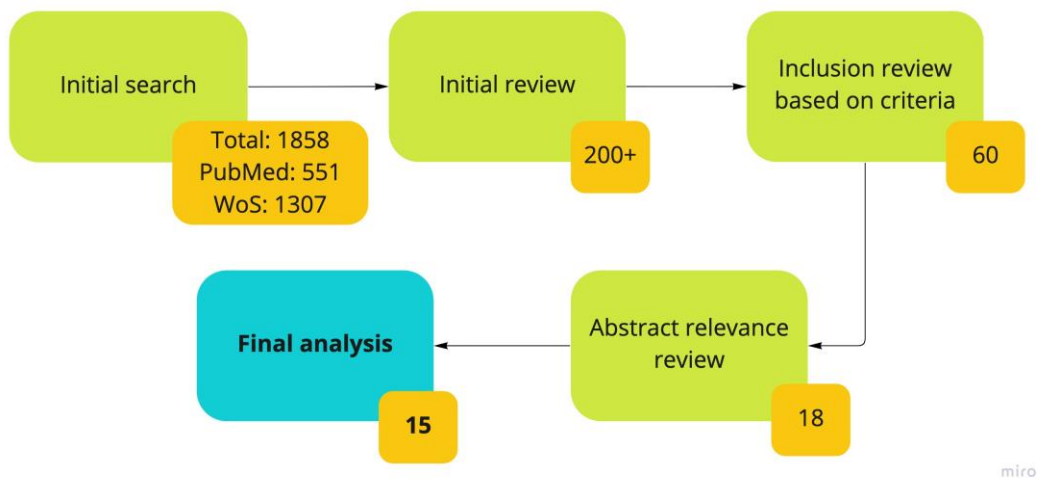 Initial search
Total: 1858
PubMed: 551
WoS: 1307
Initial review
200+
Inclusion review
based on criteria
60
Abstract relevance
review
18
Final analysis
15
miro